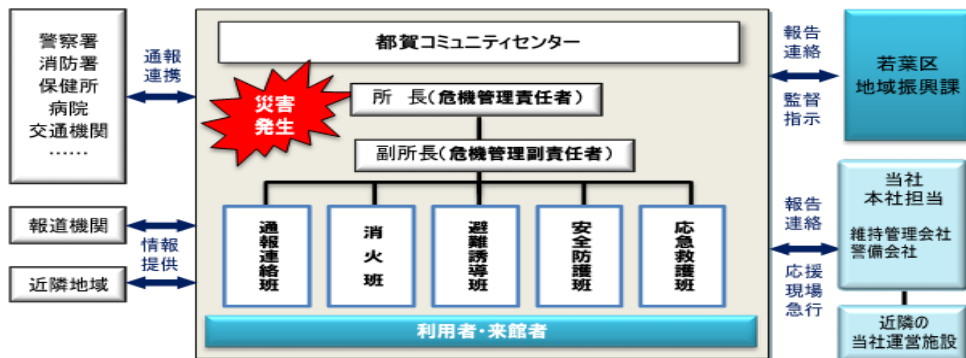 警察署
消防署
保健所
病院
交通機関
……
通報
連携
報道機関
近隣地域
情報
提供
都賀コミュニティセンター
災害
発生
所 長(危機管理責任者)
副所長(危機管理副責任者)
通報連絡班
消火班
避難誘導班
安全防護班
応急救護班
利用者・来館者
報告
連絡
監督
指示
若葉区
地域振興課
報告
連絡
応援
現場
急行
当社
本社担当
維持管理会社
警備会社
近隣の
当社運営施設